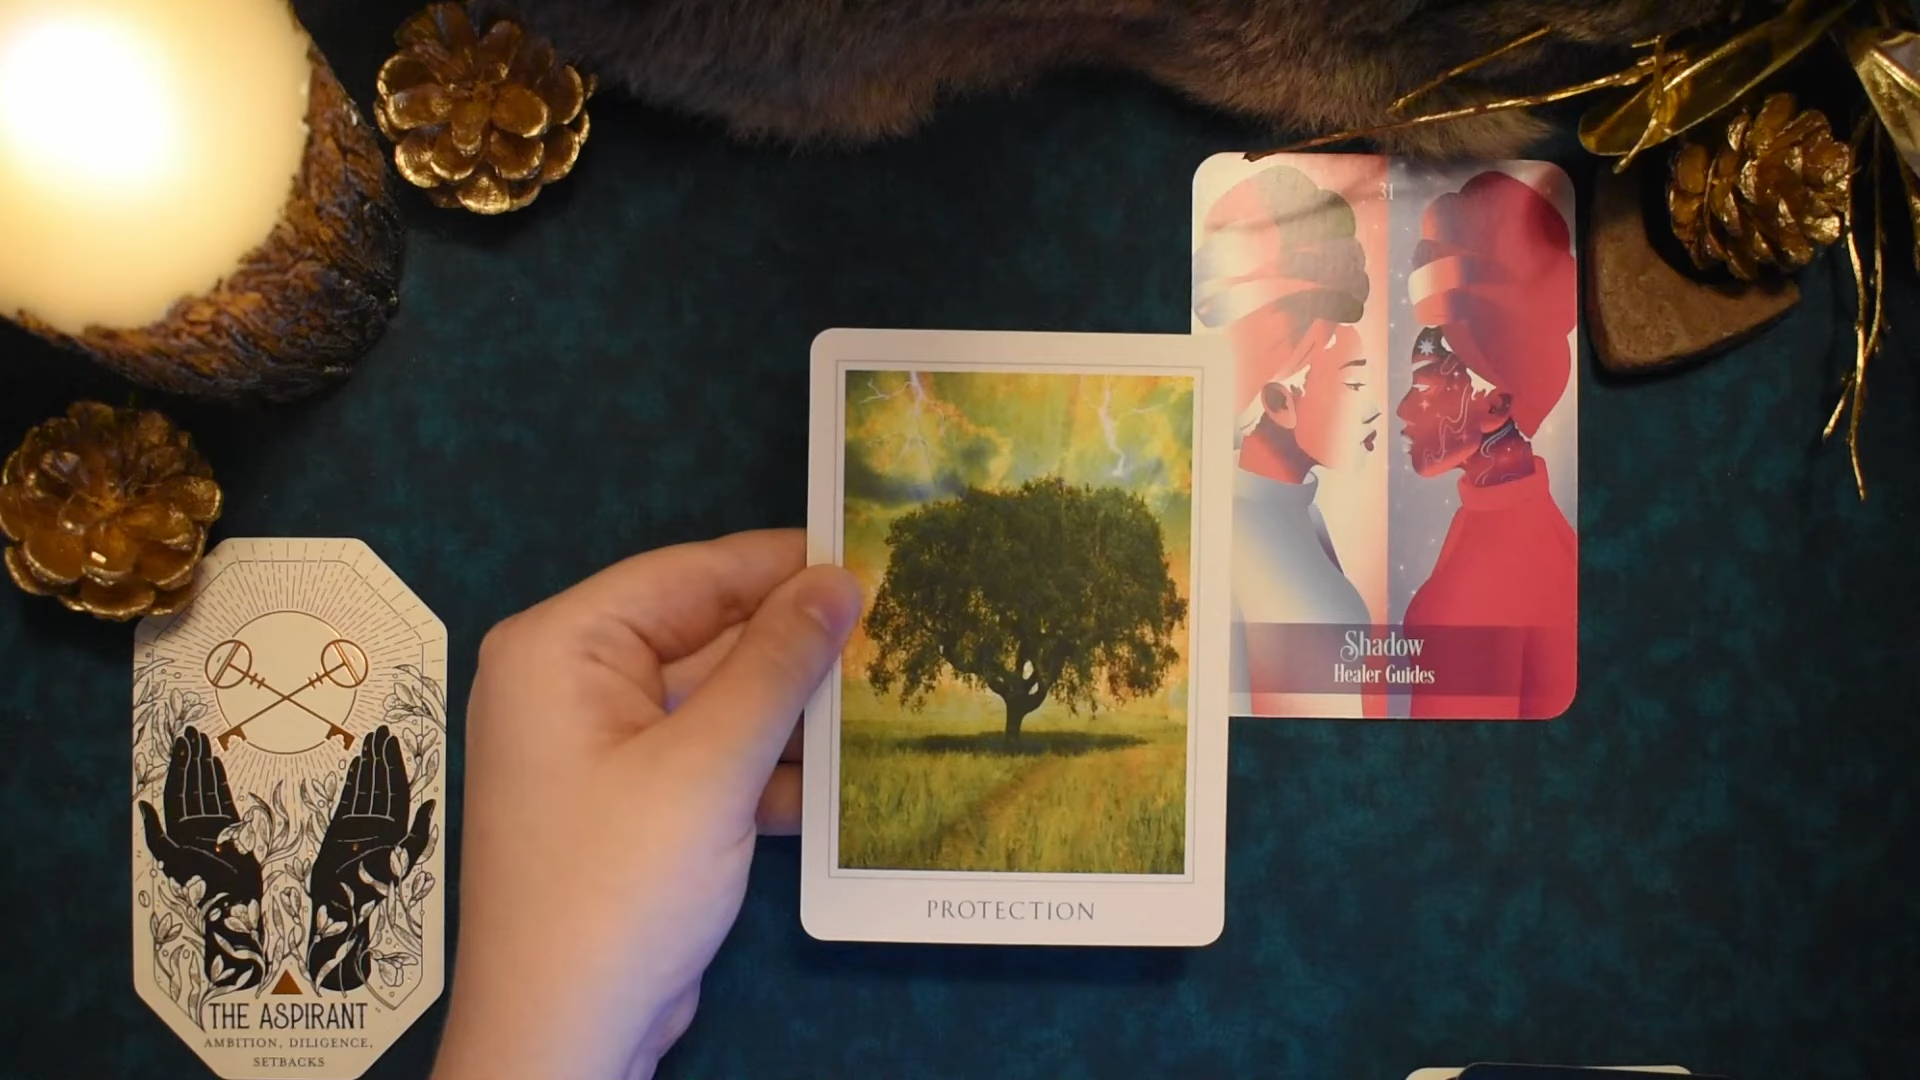 31
Shadow
Healer Guides
PROTECTION
THE ASPIRANT
AMBITION, DILIGENCE,
SETBACKS